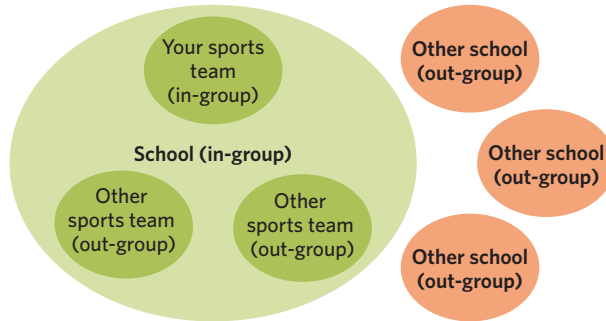 Your sports
team
(in-group)
School (in-group)
Other
sports team
(out-group)
Other
sports team
(out-group)
Other school
(out-group)
Other school
(out-group)
Other school
(out-group)